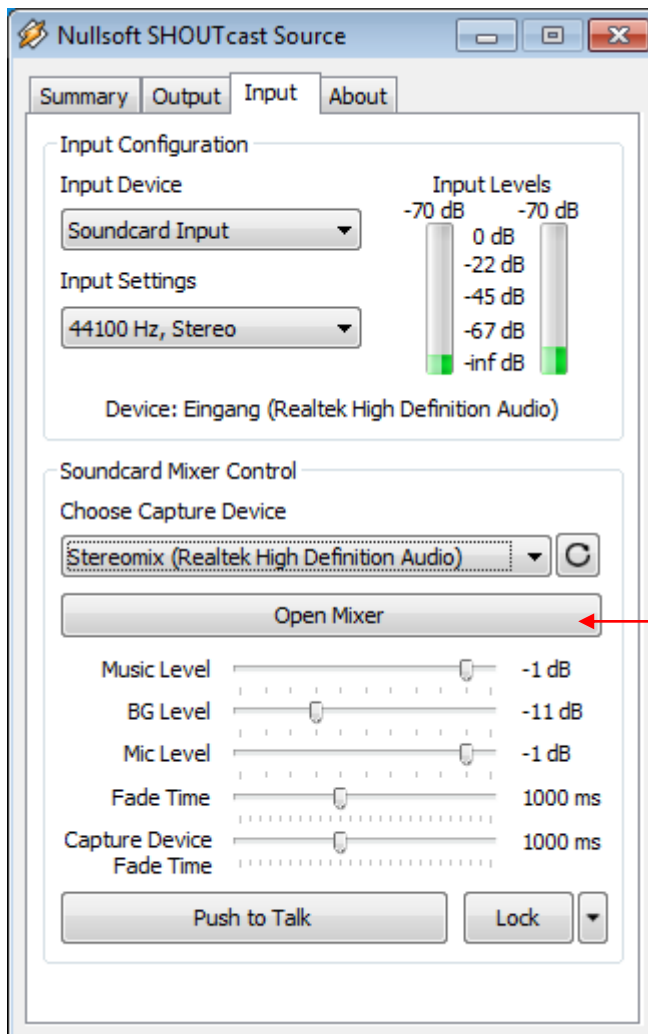 Nullsoft SHOUTcast Source
Summary Output Input About
Input Configuration
Input Device
Soundcard Input
Input Settings
44100 Hz, Stereo
Input Levels
-70 dB -70 dB
0 dB
-22 dB
-45 dB
-67 dB
-inf dB
Device: Eingang (Realtek High Definition Audio)
Soundcard Mixer Control
Choose Capture Device
Stereomix (Realtek High Definition Audio)
Open Mixer
Music Level -1 dB
BG Level -11 dB
Mic Level -1 dB
Fade Time 1000 ms
Capture Device 1000 ms
Fade Time
Push to Talk Lock